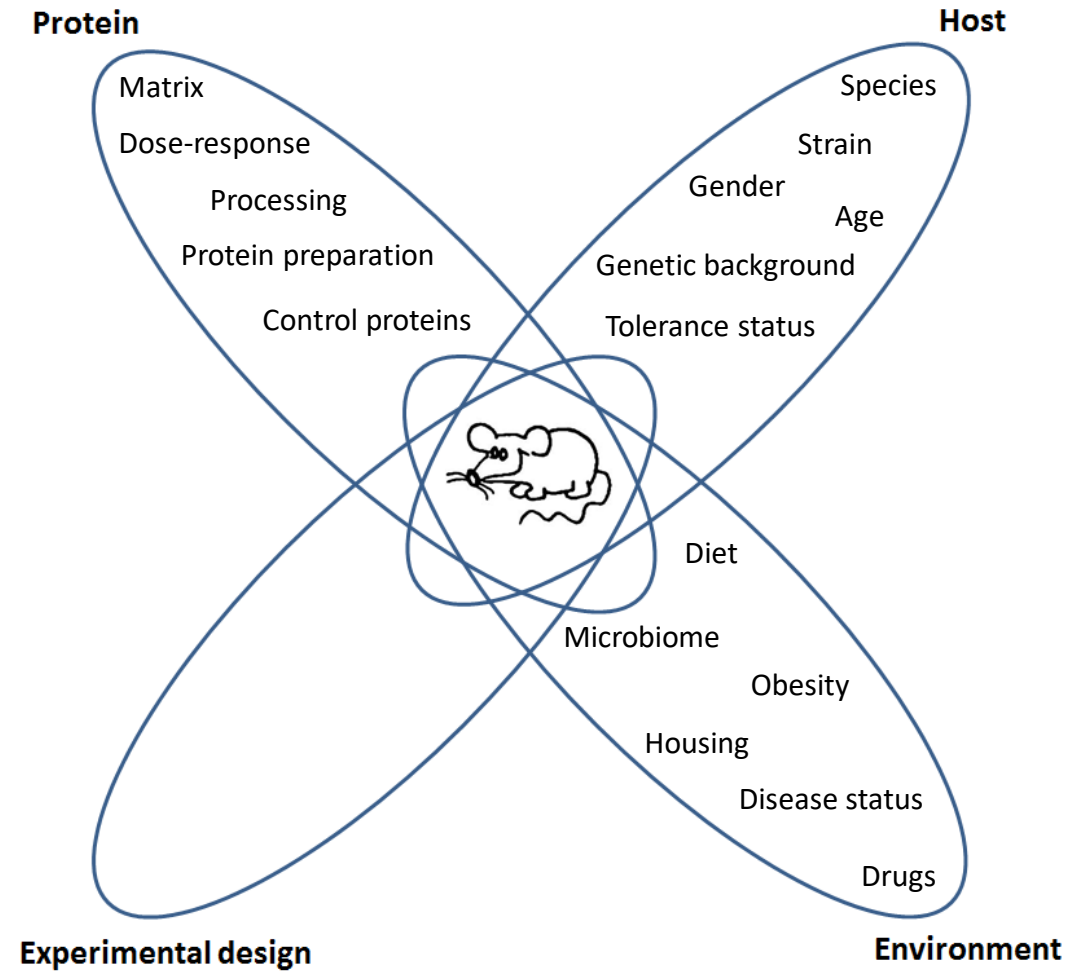 Protein
Host
Matrix
Dose-response
Processing
Protein preparation
Control proteins
Species
Strain
Gender
Age
Genetic background
Tolerance status
Diet
Microbiome
Obesity
Housing
Disease status
Drugs
Experimental design
Environment